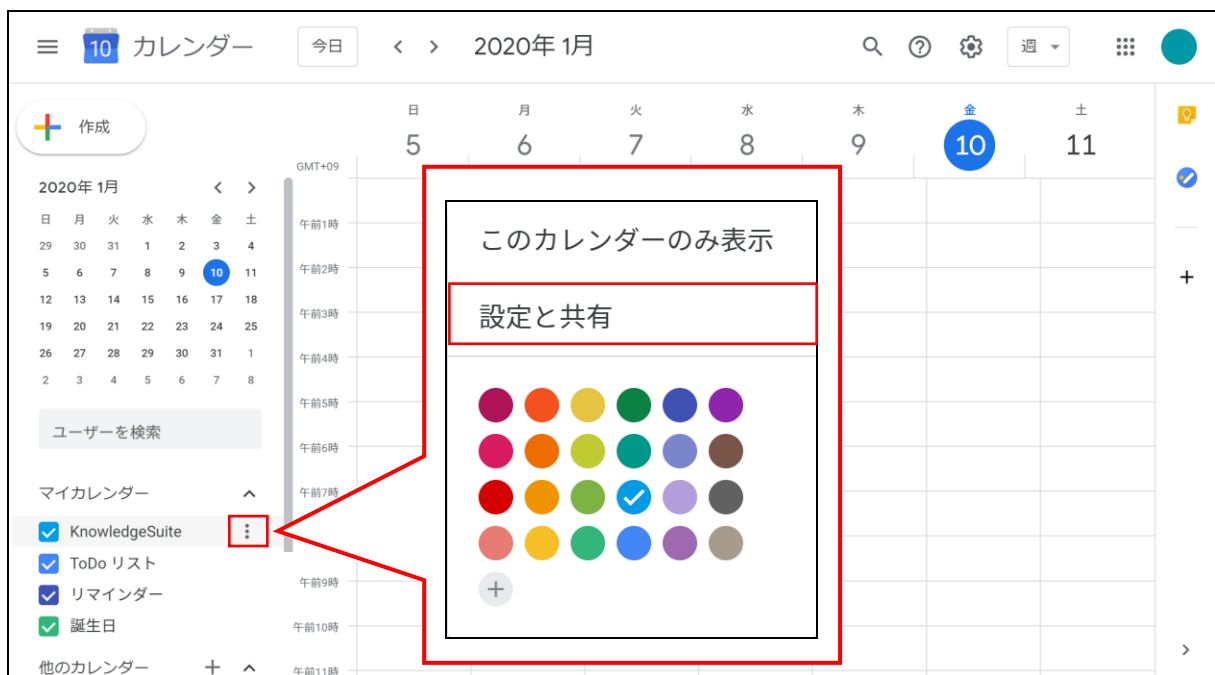 10 カレンダー 今日 2020年 1月 週
作成
日 月 火 水 木 金 土
5 6 7 8 9 10 11
GMT+09
2020年 1月
日 月 火 水 木 金 土
29 30 31 1 2 3 4
5 6 7 8 9 10 11
12 13 14 15 16 17 18
19 20 21 22 23 24 25
26 27 28 29 30 31 1
2 3 4 5 6 7 8
ユーザーを検索
マイカレンダー
KnowledgeSuite
ToDo リスト
リマインダー
誕生日
他のカレンダー
午前1時
午前2時
午前3時
午前4時
午前5時
午前6時
午前7時
午前9時
午前10時
午前11時
このカレンダーのみ表示
設定と共有